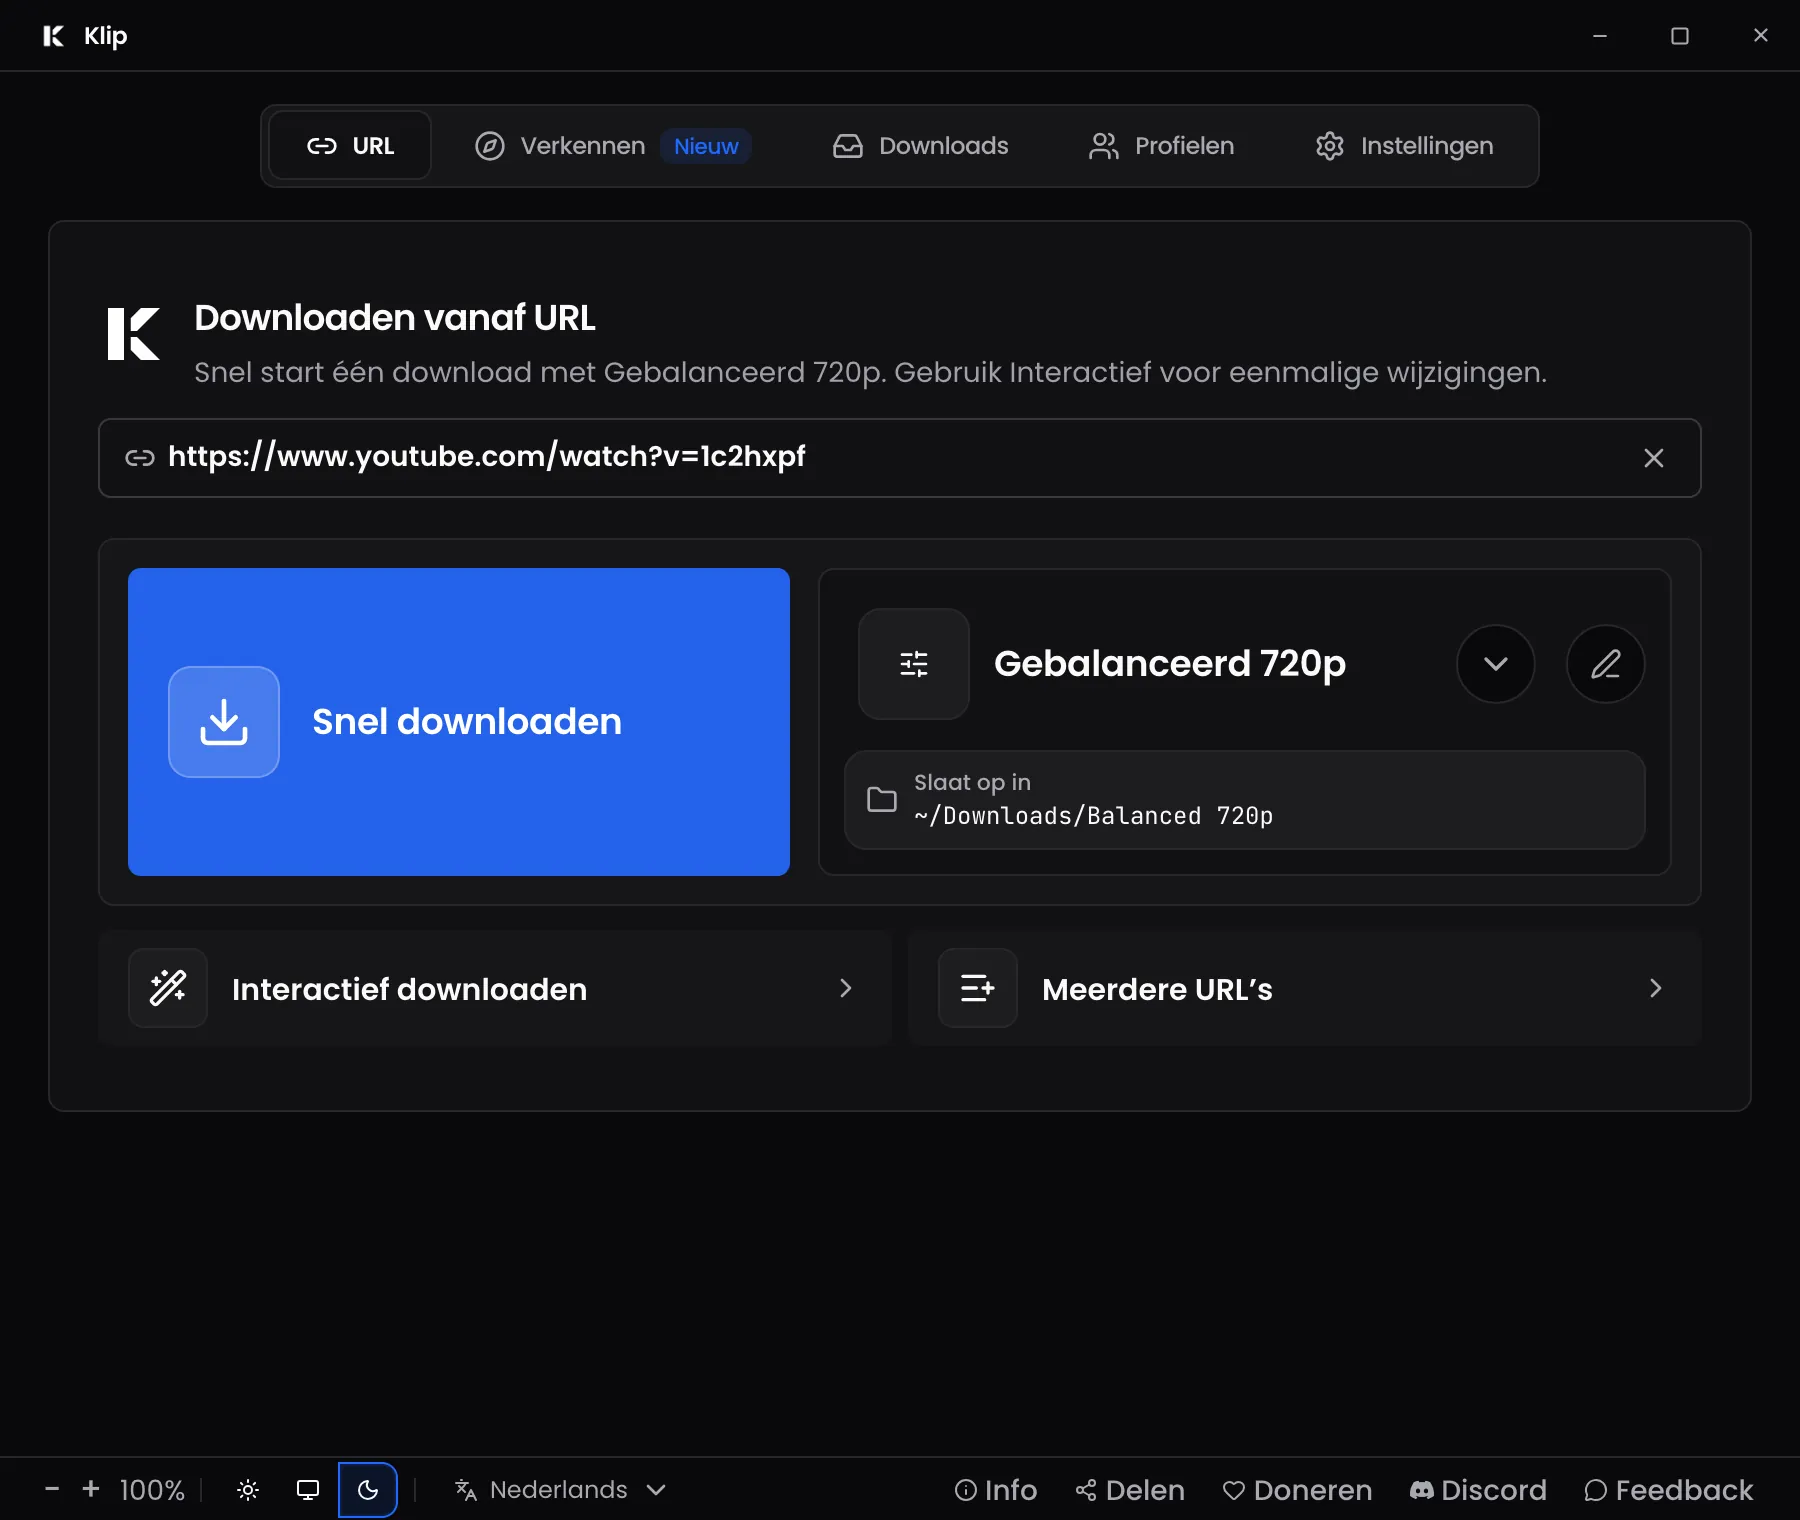 Klip
URL
Verkennen
Nieuw
Downloads
Profielen
Instellingen
Downloaden vanaf URL
Snel start één download met Gebalanceerd 720p. Gebruik Interactief voor eenmalige wijzigingen.
https://www.youtube.com/watch?v=1c2hxpf
Snel downloaden
Gebalanceerd 720p
Slaat op in
~/Downloads/Balanced 720p
Interactief downloaden
Meerdere URL’s
100%
Nederlands
Info
Delen
Doneren
Discord
Feedback